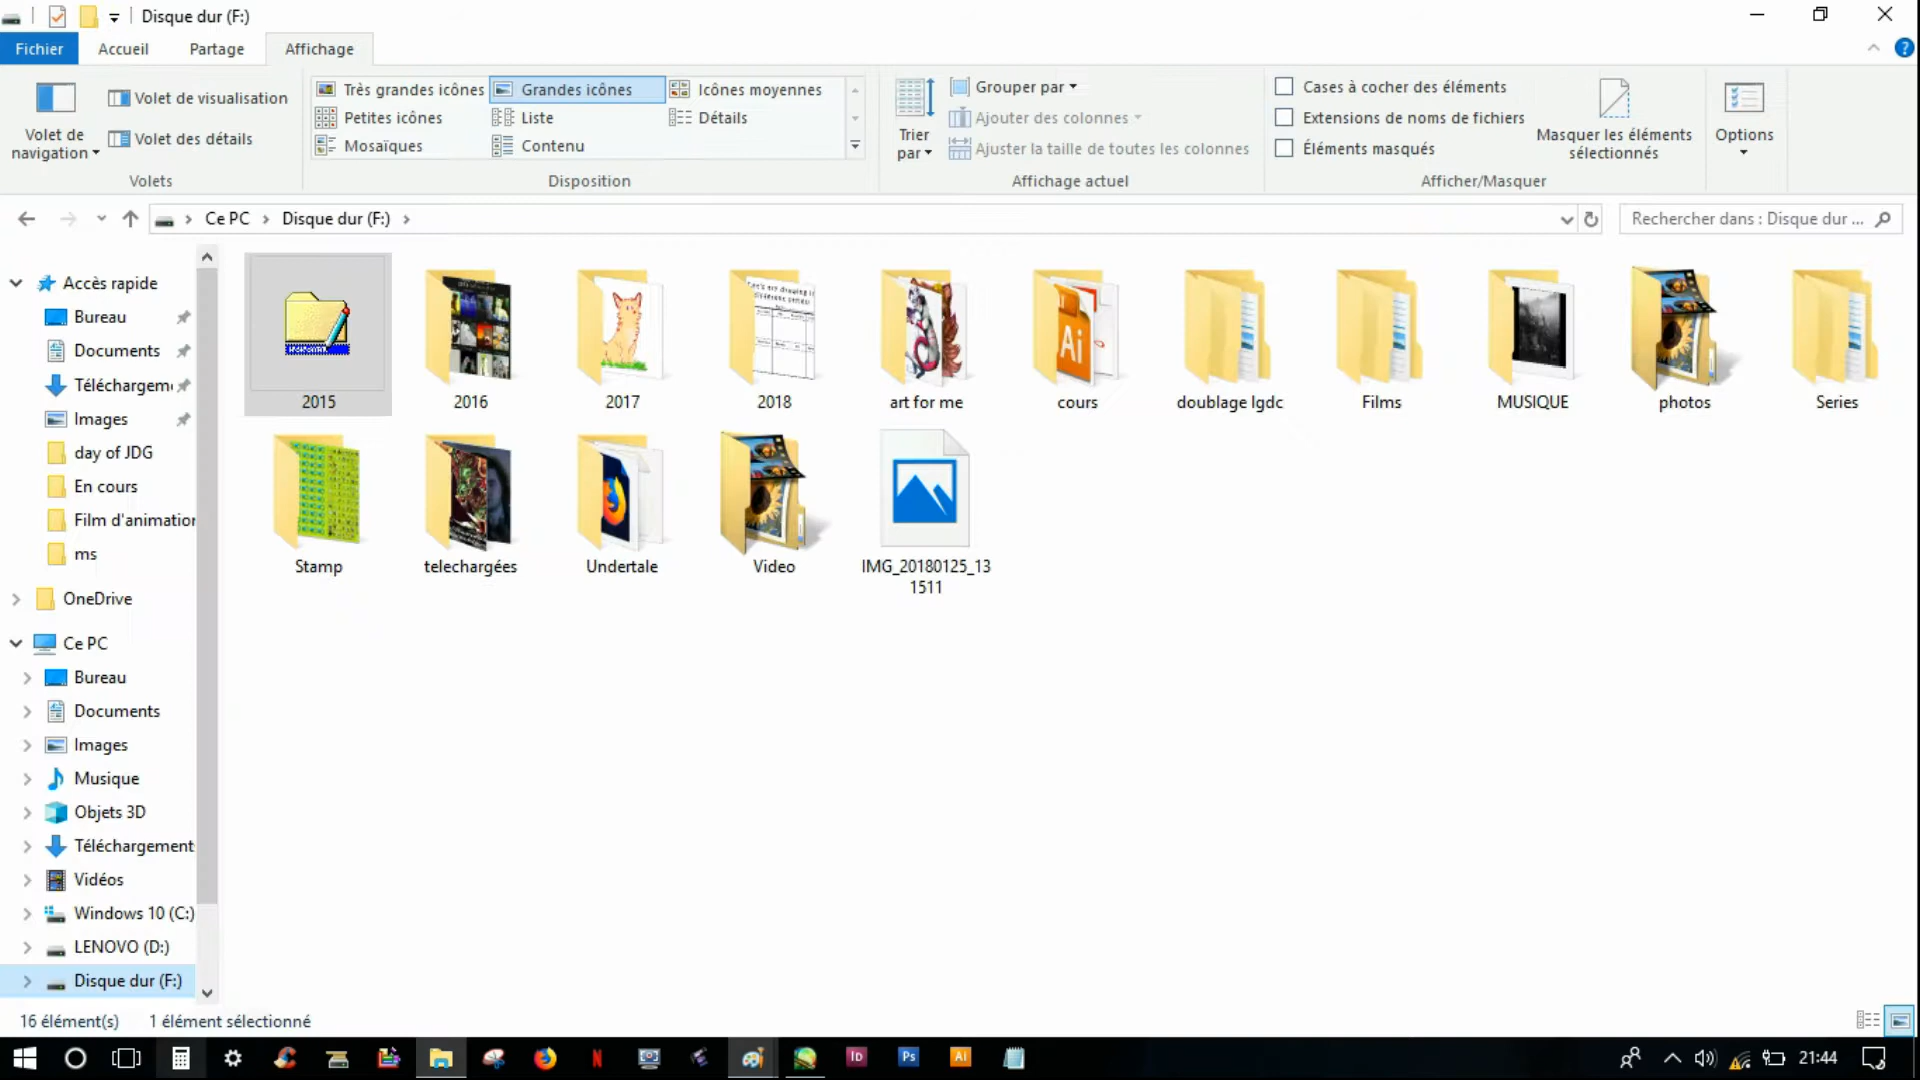 Disque dur (F:)
Fichier
Accueil
Partage
Affichage
Volet de navigation
Volet de visualisation
Volet des détails
Volets
Très grandes icônes
Grandes icônes
Icônes moyennes
Petites icônes
Liste
Détails
Mosaïques
Contenu
Disposition
Trier par
Grouper par
Ajouter des colonnes
Ajuster la taille de toutes les colonnes
Affichage actuel
Cases à cocher des éléments
Extensions de noms de fichiers
Éléments masqués
Masquer les éléments sélectionnés
Options
Afficher/Masquer
Ce PC
Disque dur (F:)
Rechercher dans : Disque dur ...
Accès rapide
Bureau
Documents
Téléchargem
Images
day of JDG
En cours
Film d'animation
ms
OneDrive
Ce PC
Bureau
Documents
Images
Musique
Objets 3D
Téléchargement
Vidéos
Windows 10 (C:)
LENOVO (D:)
Disque dur (F:)
2015
2016
2017
2018
art for me
cours
doublage lgdc
Films
MUSIQUE
photos
Series
Stamp
telechargées
Undertale
Video
IMG_20180125_13
1511
Ai
16 élément(s)
1 élément sélectionné
Id
Ps
Ai
21:44